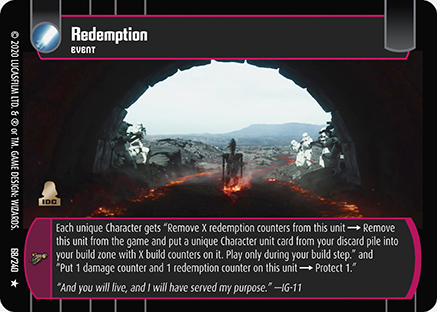 Redemption
EVENT
© 2020 LUCASFILM LTD. & ® OR TM. GAME DESIGN: WIZARDS.
88/240
IDC
Each unique Character gets "Remove X redemption counters from this unit → Remove
this unit from the game and put a unique Character unit card from your discard pile into
your build zone with X build counters on it. Play only during your build step." and
"Put 1 damage counter and 1 redemption counter on this unit → Protect 1."
"And you will live, and I will have served my purpose." —IG-11